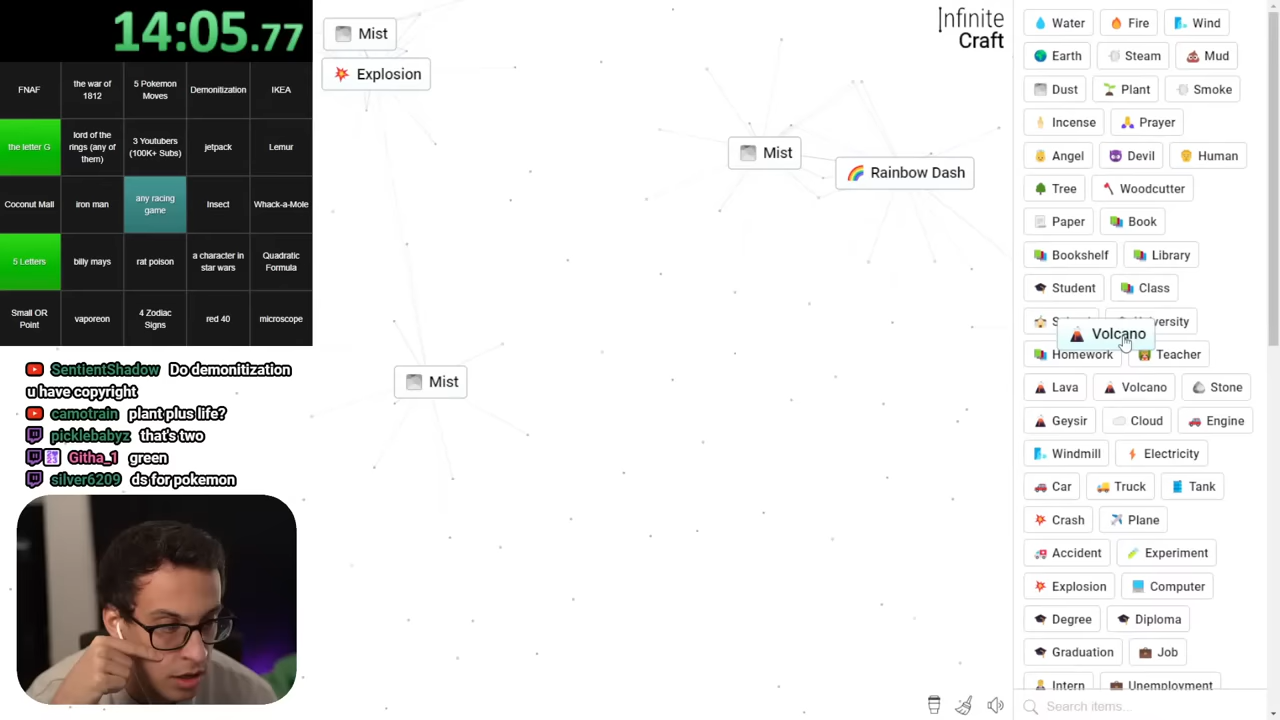 14:05.77
FNAF
the war of
1812
5 Pokemon
Moves
Demonitization
IKEA
the letter G
lord of the
rings (any of
them)
3 Youtubers
(100K+ Subs)
jetpack
Lemur
Coconut Mall
iron man
any racing
game
Insect
Whack-a-Mole
5 Letters
billy mays
rat poison
a character in
star wars
Quadratic
Formula
Small OR
Point
vaporeon
4 Zodiac
Signs
red 40
microscope
SentientShadow Do demonitization
u have copyright
camotrain plant plus life?
picklebabyz that's two
Githa_1 green
silver6209 ds for pokemon
Mist
Explosion
Mist
Rainbow Dash
Mist
Infinite
Craft
Water Fire Wind
Earth Steam Mud
Dust Plant Smoke
Incense Prayer
Angel Devil Human
Tree Woodcutter
Paper Book
Bookshelf Library
Student Class
Volcano
Homework Teacher
Lava Volcano Stone
Geysir Cloud Engine
Windmill Electricity
Car Truck Tank
Crash Plane
Accident Experiment
Explosion Computer
Degree Diploma
Graduation Job
Intern Unemployment
Search items...